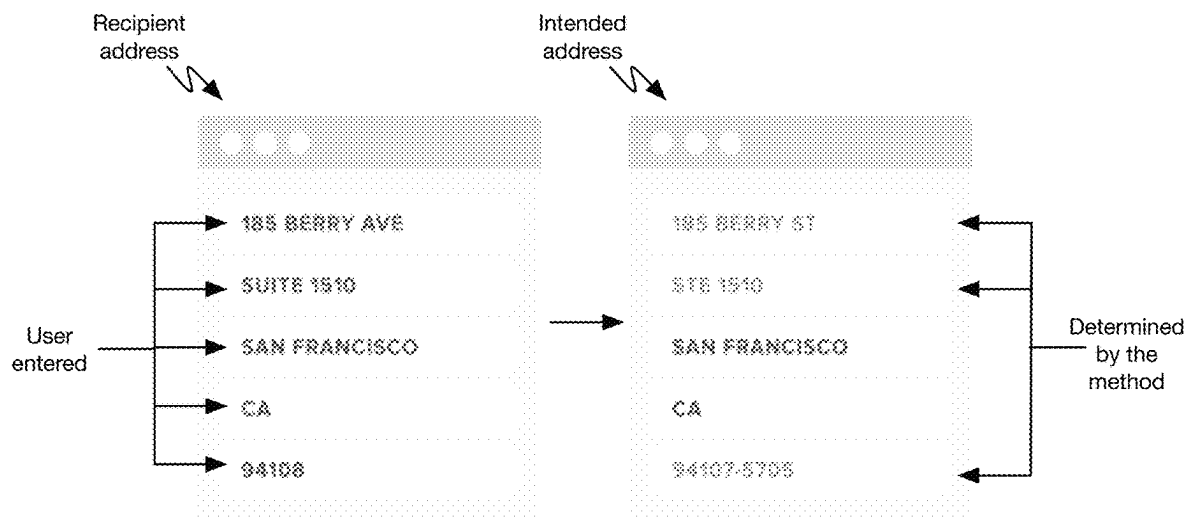 Recipient
address
Intended
address
185 BERRY AVE
SUITE 1510
SAN FRANCISCO
CA
94108
185 BERRY ST
STE 1510
SAN FRANCISCO
CA
94107-5705
User
entered
Determined
by the
method